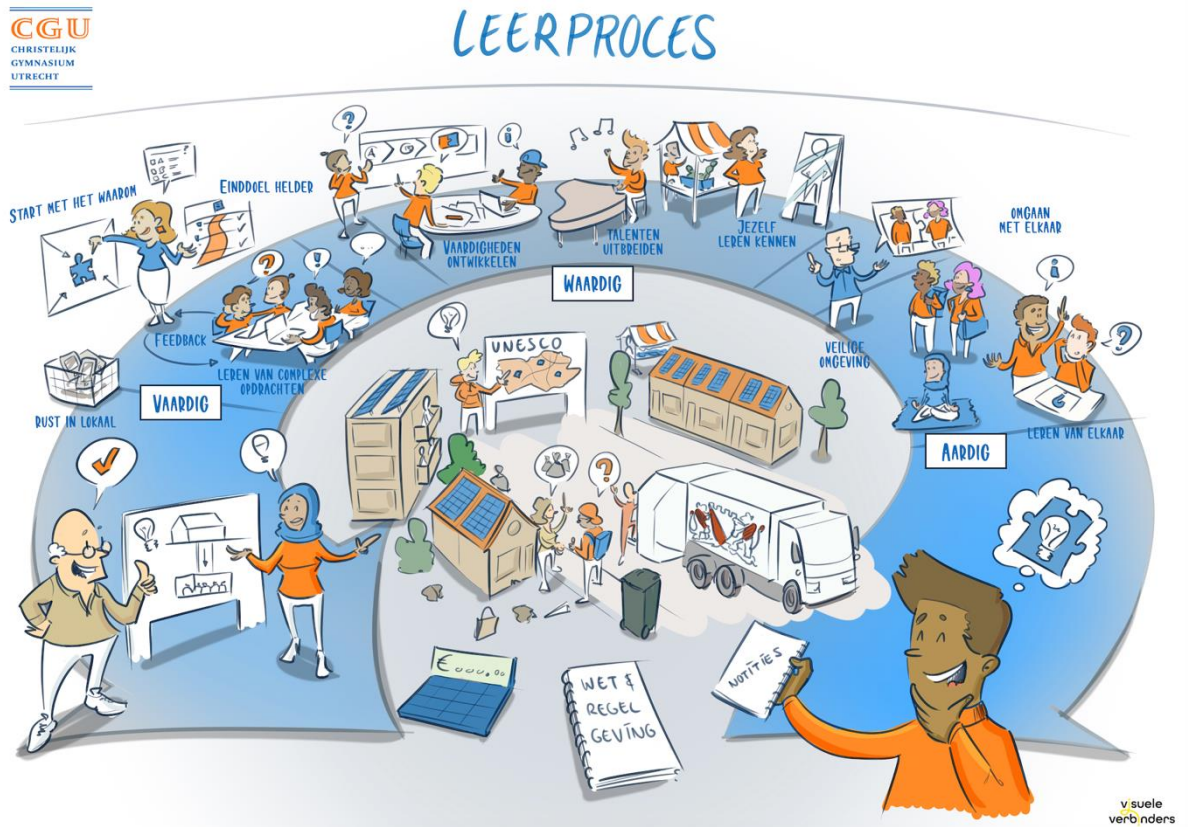 CGU
CHRISTELIJK
GYMNASIUM
UTRECHT
LEERPROCES
START MET HET WAAROM
EINDDOEL HELDER
VAARDIGHEDEN
ONTWIKKELEN
TALENTEN
UITBREIDEN
JEZELF
LEREN KENNEN
OMGAAN
MET ELKAAR
WAARDIG
FEEDBACK
LEREN VAN COMPLEXE
OPDRACHTEN
VEILIGE
OMGEVING
UNESCO
RUST IN LOKAAL
VAARDIG
LEREN VAN ELKAAR
AARDIG
NOTITIES
WET &
REGEL
GEVING
visuele
verbinders